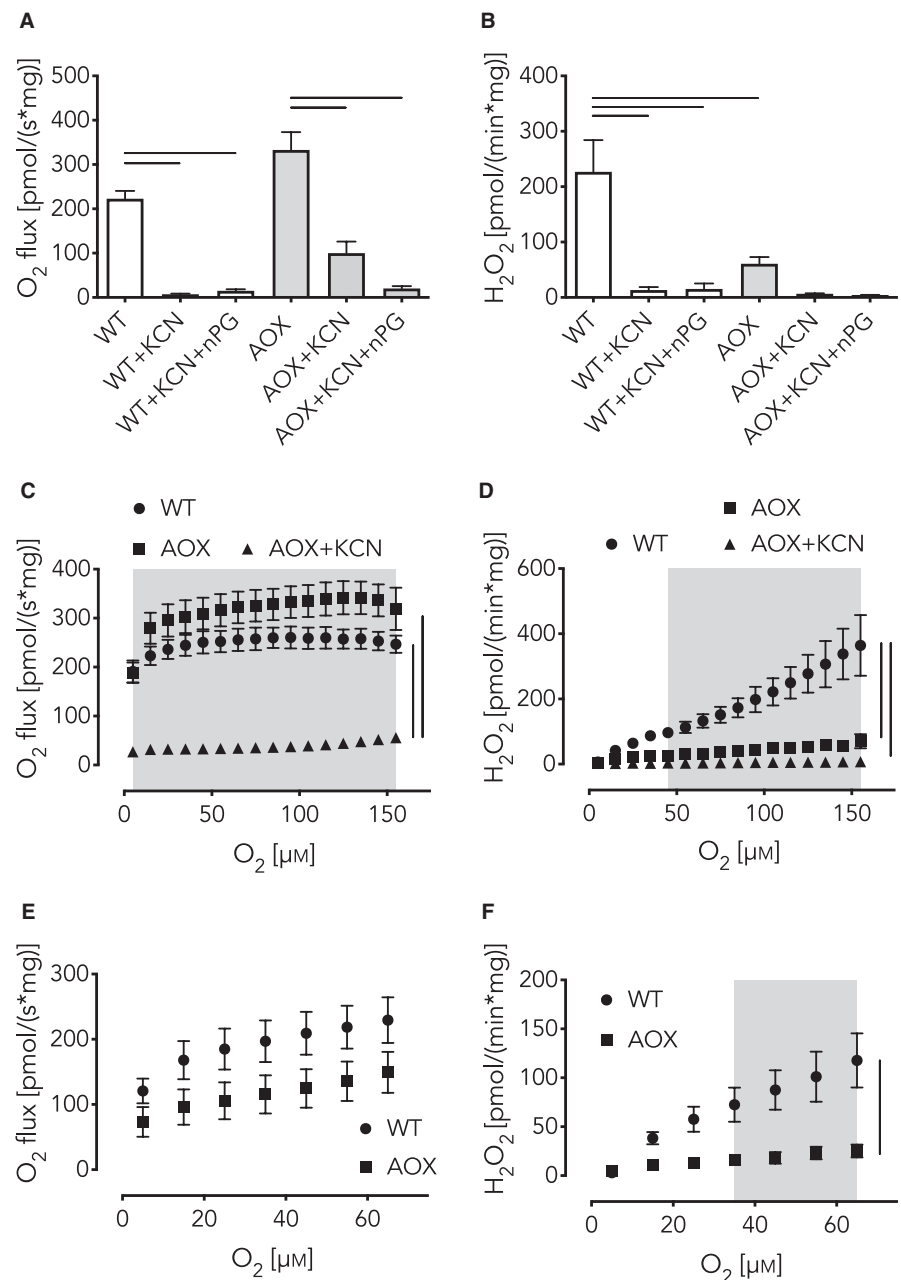 A
O₂ flux [pmol/(s*mg)]
500
400
300
200
100
0
WT
WT+KCN
WT+KCN+nPG
AOX
AOX+KCN
AOX+KCN+nPG
B
H₂O₂ [pmol/(min*mg)]
400
300
200
100
0
WT
WT+KCN
WT+KCN+nPG
AOX
AOX+KCN
AOX+KCN+nPG
C
WT
AOX AOX+KCN
O₂ flux [pmol/(s*mg)]
400
300
200
100
0
0 50 100 150
O₂ [µM]
D
AOX
WT AOX+KCN
H₂O₂ [pmol/(min*mg)]
600
400
200
0
0 50 100 150
O₂ [µM]
E
O₂ flux [pmol/(s*mg)]
300
200
100
0
WT
AOX
0 20 40 60
O₂ [µM]
F
H₂O₂ [pmol/(min*mg)]
200
150
100
50
0
WT
AOX
0 20 40 60
O₂ [µM]